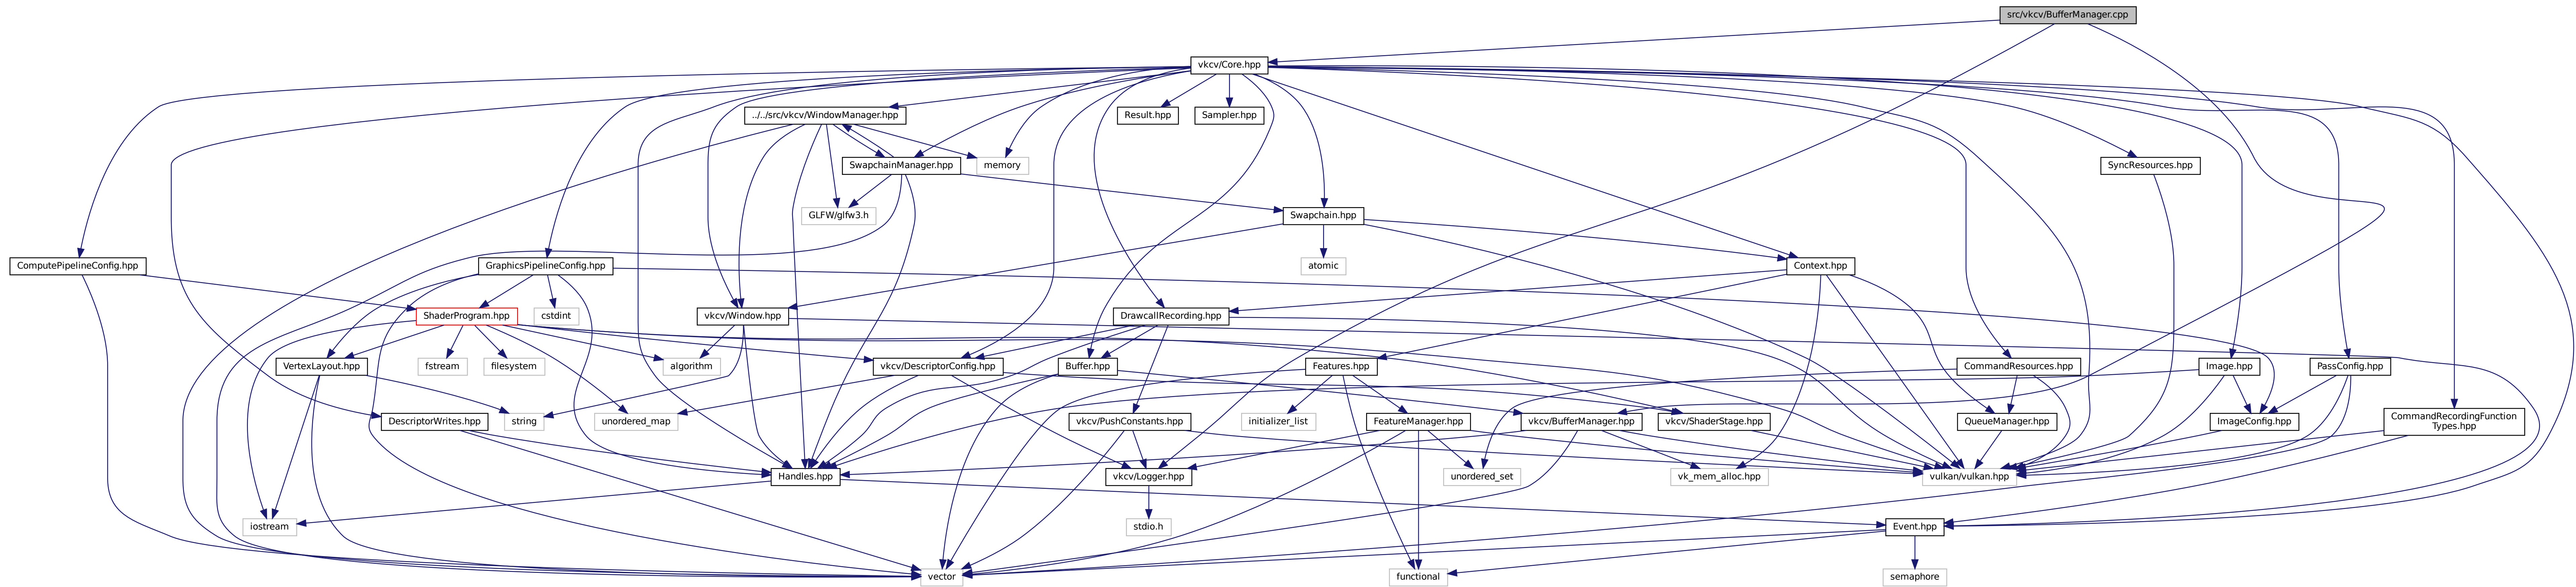 src/vkcv/BufferManager.cpp
vkcv/Core.hpp
../../src/vkcv/WindowManager.hpp
Result.hpp
Sampler.hpp
SwapchainManager.hpp
memory
SyncResources.hpp
GLFW/glfw3.h
Swapchain.hpp
ComputePipelineConfig.hpp
GraphicsPipelineConfig.hpp
atomic
Context.hpp
ShaderProgram.hpp
cstdint
vkcv/Window.hpp
DrawcallRecording.hpp
VertexLayout.hpp
fstream
filesystem
algorithm
vkcv/DescriptorConfig.hpp
Buffer.hpp
Features.hpp
CommandResources.hpp
Image.hpp
PassConfig.hpp
DescriptorWrites.hpp
string
unordered_map
vkcv/PushConstants.hpp
initializer_list
FeatureManager.hpp
vkcv/BufferManager.hpp
vkcv/ShaderStage.hpp
QueueManager.hpp
ImageConfig.hpp
CommandRecordingFunction
Types.hpp
Handles.hpp
vkcv/Logger.hpp
unordered_set
vk_mem_alloc.hpp
vulkan/vulkan.hpp
iostream
stdio.h
Event.hpp
vector
functional
semaphore